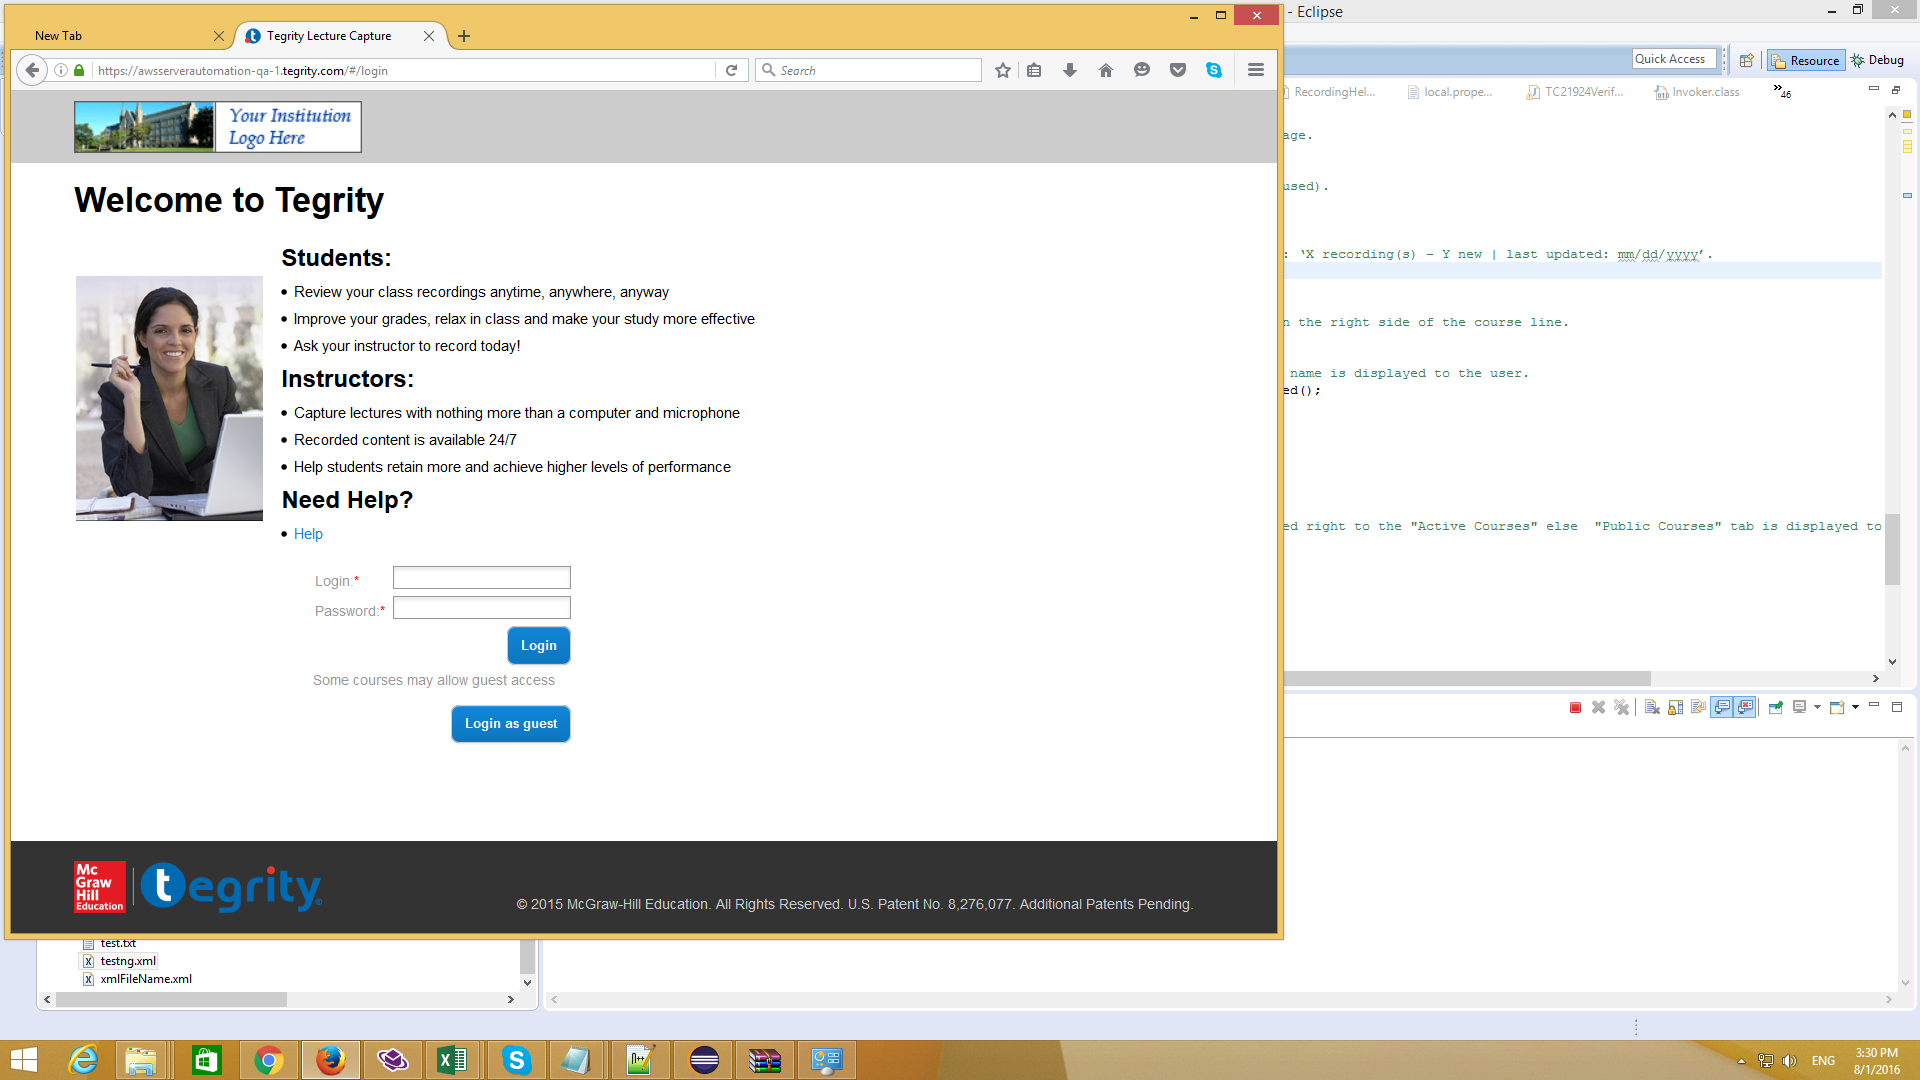 - Eclipse
New Tab
Tegrity Lecture Capture
https://awsserverautomation-qa-1.tegrity.com/#/login
Search
Quick Access
Resource
Debug
RecordingHel...
local.prope...
TC21924Verif...
Invoker.class
46
Your Institution
Logo Here
age.
used).
: ‘X recording(s) – Y new | last updated: mm/dd/yyyy’.
n the right side of the course line.
name is displayed to the user.
ed();
ed right to the "Active Courses" else  "Public Courses" tab is displayed to
Welcome to Tegrity
Students:
Review your class recordings anytime, anywhere, anyway
Improve your grades, relax in class and make your study more effective
Ask your instructor to record today!
Instructors:
Capture lectures with nothing more than a computer and microphone
Recorded content is available 24/7
Help students retain more and achieve higher levels of performance
Need Help?
Help
Login:*
Password:*
Login
Some courses may allow guest access
Login as guest
Mc
Graw
Hill
Education
tegrity
© 2015 McGraw-Hill Education. All Rights Reserved. U.S. Patent No. 8,276,077. Additional Patents Pending.
test.txt
testng.xml
xmlFileName.xml
ENG
3:30 PM
8/1/2016